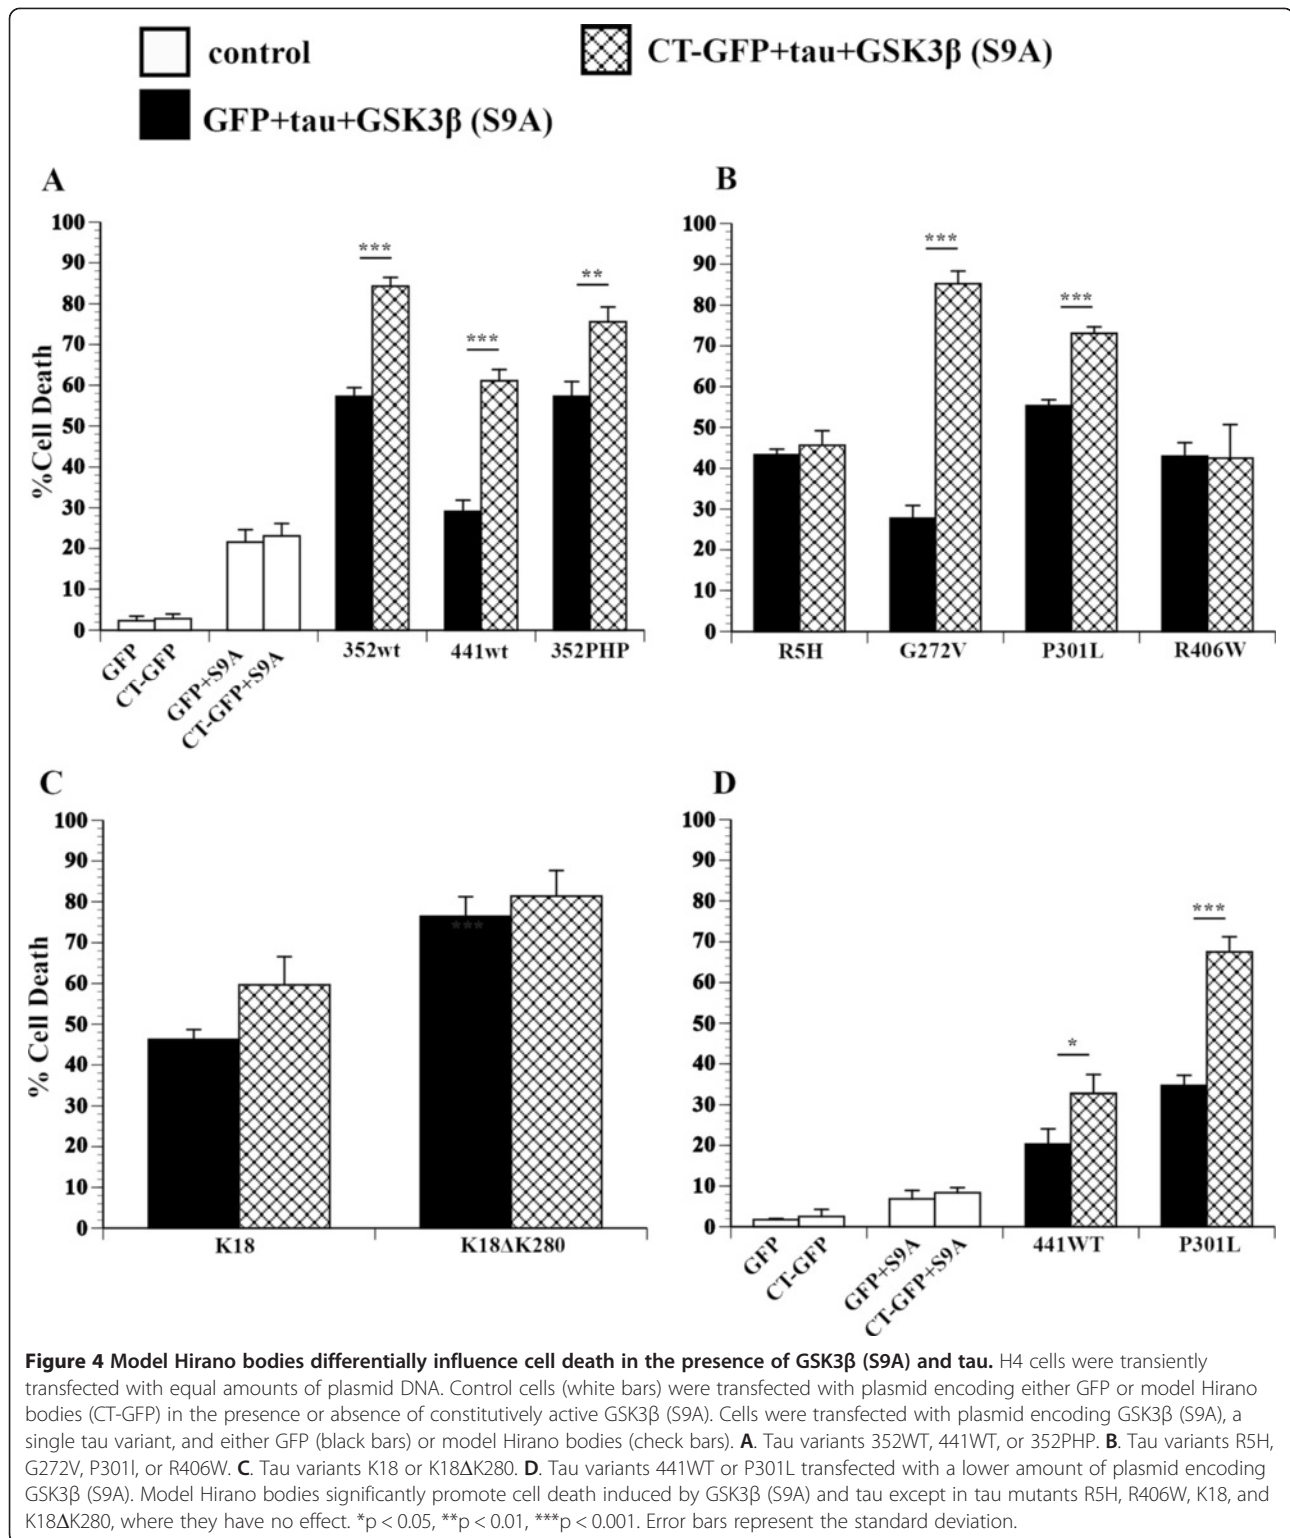 control
CT-GFP+tau+GSK3β (S9A)
GFP+tau+GSK3β (S9A)
A
%Cell Death
100
90
80
70
60
50
40
30
20
10
0
***
***
**
GFP
CT-GFP
GFP+S9A
CT-GFP+S9A
352wt
441wt
352PHP
B
100
90
80
70
60
50
40
30
20
10
0
***
***
R5H
G272V
P301L
R406W
C
% Cell Death
100
90
80
70
60
50
40
30
20
10
0
***
K18
K18ΔK280
D
100
90
80
70
60
50
40
30
20
10
0
*
***
GFP
CT-GFP
GFP+S9A
CT-GFP+S9A
441WT
P301L
Figure 4 Model Hirano bodies differentially influence cell death in the presence of GSK3β (S9A) and tau. H4 cells were transiently
transfected with equal amounts of plasmid DNA. Control cells (white bars) were transfected with plasmid encoding either GFP or model Hirano
bodies (CT-GFP) in the presence or absence of constitutively active GSK3β (S9A). Cells were transfected with plasmid encoding GSK3β (S9A), a
single tau variant, and either GFP (black bars) or model Hirano bodies (check bars). A. Tau variants 352WT, 441WT, or 352PHP. B. Tau variants R5H,
G272V, P301l, or R406W. C. Tau variants K18 or K18ΔK280. D. Tau variants 441WT or P301L transfected with a lower amount of plasmid encoding
GSK3β (S9A). Model Hirano bodies significantly promote cell death induced by GSK3β (S9A) and tau except in tau mutants R5H, R406W, K18, and
K18ΔK280, where they have no effect. *p < 0.05, **p < 0.01, ***p < 0.001. Error bars represent the standard deviation.